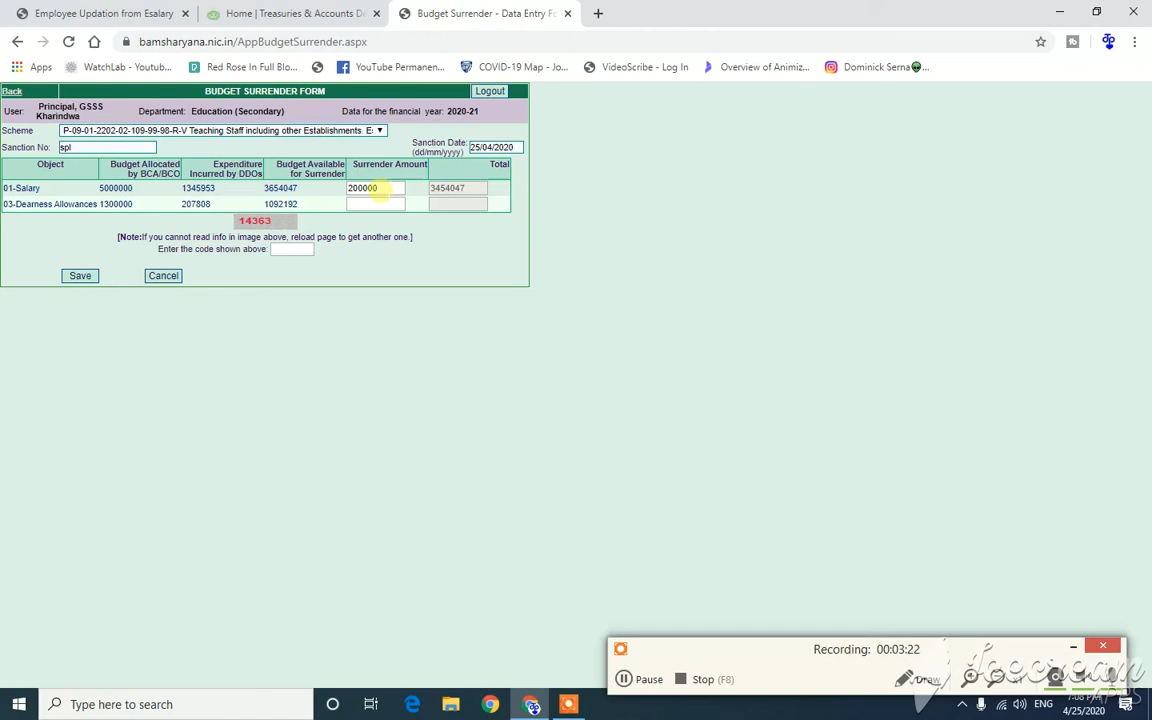 Employee Updation from Esalary
Home | Treasuries & Accounts De
Budget Surrender - Data Entry Fo
bamsharyana.nic.in/AppBudgetSurrender.aspx
Apps WatchLab - Youtub... Red Rose In Full Blo... YouTube Permanen... COVID-19 Map - Jo... VideoScribe - Log In Overview of Animiz... Dominick Serna👽...
Back BUDGET SURRENDER FORM Logout
User: Principal, GSSS Kharindwa Department: Education (Secondary) Data for the financial year: 2020-21
Scheme P-09-01-2202-02-109-99-98-R-V Teaching Staff including other Establishments. E:
Sanction No: spl Sanction Date: (dd/mm/yyyy) 25/04/2020
Object Budget Allocated by BCA/BCO Expenditure Incurred by DDOs Budget Available for Surrender Surrender Amount Total
01-Salary 5000000 1345953 3654047 200000 3454047
03-Dearness Allowances 1300000 207808 1092192
14363
[Note:If you cannot read info in image above, reload page to get another one.]
Enter the code shown above:
Save Cancel
Recording: 00:03:22
Pause Stop (F8) Draw
Icecream
APPS
Type here to search
ENG
7:08 PM
4/25/2020